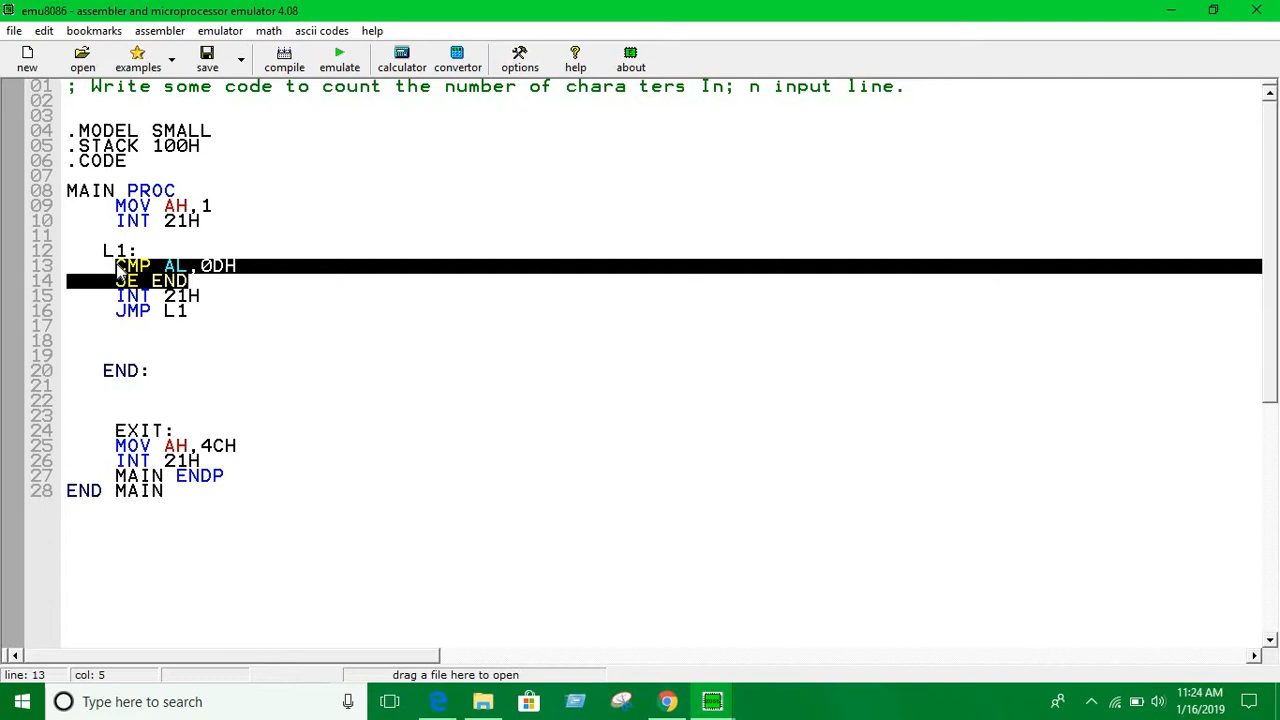 emu8086 - assembler and microprocessor emulator 4.08
file edit bookmarks assembler emulator math ascii codes help
new open examples save compile emulate calculator convertor options help about
01 ; Write some code to count the number of chara ters In; n input line.
02
03
04 .MODEL SMALL
05 .STACK 100H
06 .CODE
07
08 MAIN PROC
09 MOV AH,1
10 INT 21H
11
12 L1:
13 CMP AL,0DH
14 JE END
15 INT 21H
16 JMP L1
17
18
19
20 END:
21
22
23
24 EXIT:
25 MOV AH,4CH
26 INT 21H
27 MAIN ENDP
28 END MAIN
line: 13 col: 5 drag a file here to open
Type here to search
11:24 AM
1/16/2019